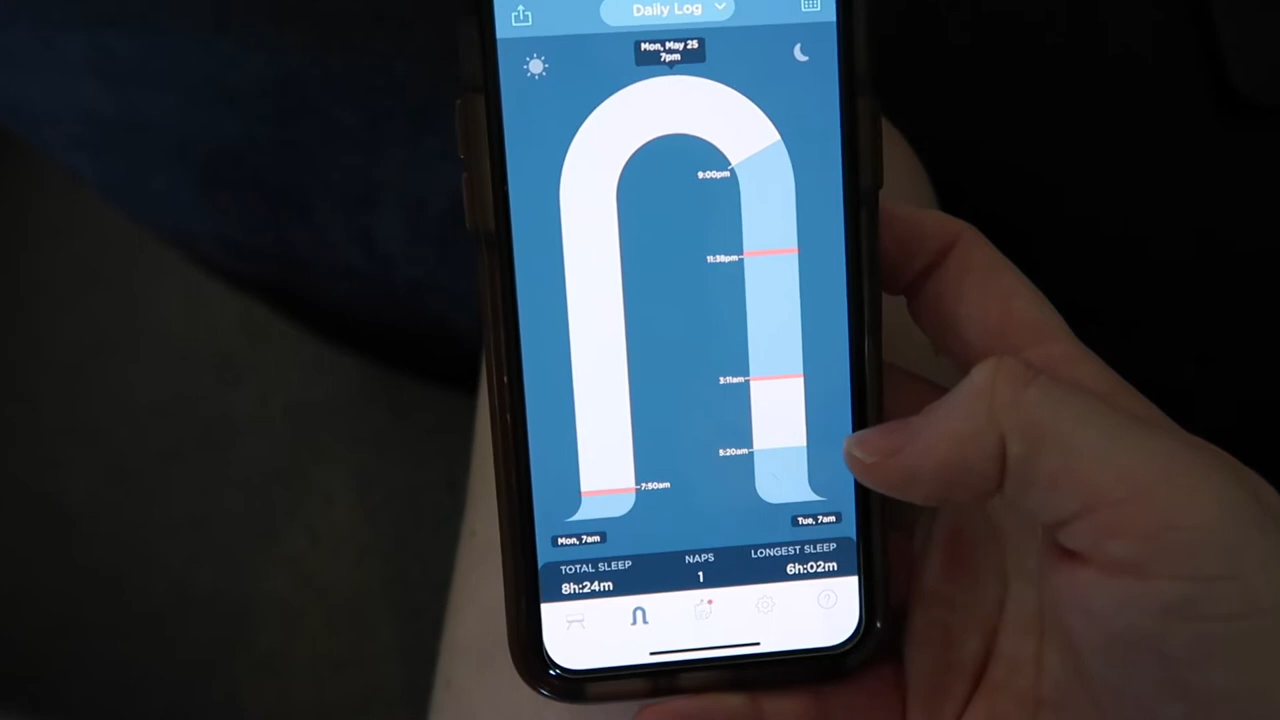 Daily Log
Mon, May 25
7pm
9:00pm
11:38pm
3:11am
5:20am
7:50am
Mon, 7am
Tue, 7am
TOTAL SLEEP
8h:24m
NAPS
1
LONGEST SLEEP
6h:02m
?